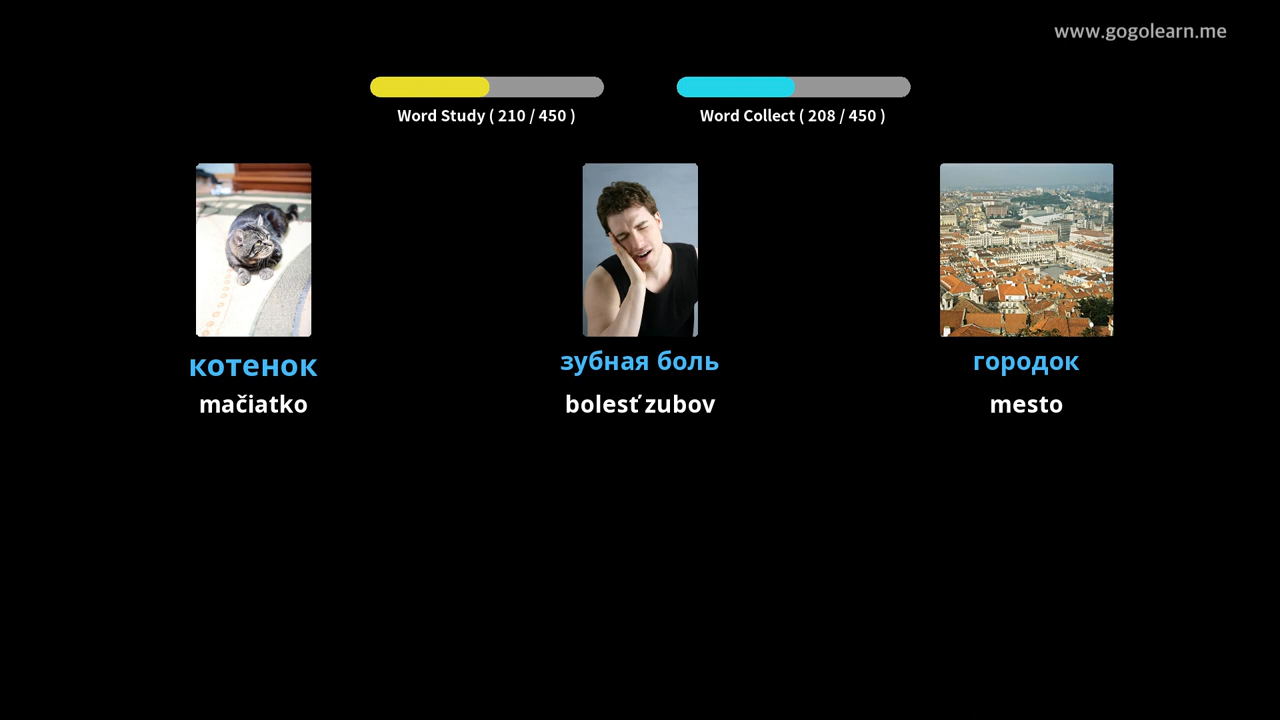 www.gogolearn.me
Word Study ( 210 / 450 )
Word Collect ( 208 / 450 )
котенок
зубная боль
городок
mačiatko
bolesť zubov
mesto